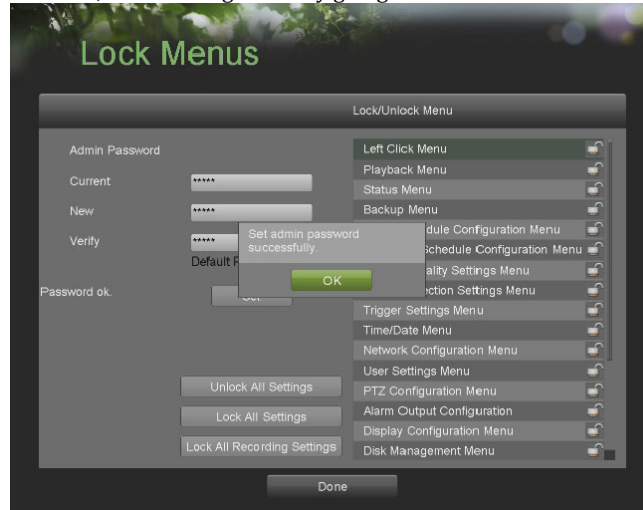 Lock Menus
Lock/Unlock Menu
Admin Password
Current
*****
New
*****
Verify
*****
Default
Password ok.
Set admin password
successfully.
OK
Unlock All Settings
Lock All Settings
Lock All Recording Settings
Left Click Menu
Playback Menu
Status Menu
Backup Menu
Configuration Menu
Schedule Configuration Menu
Settings Menu
Settings Menu
Trigger Settings Menu
Time/Date Menu
Network Configuration Menu
User Settings Menu
PTZ Configuration Menu
Alarm Output Configuration
Display Configuration Menu
Disk Management Menu
Done